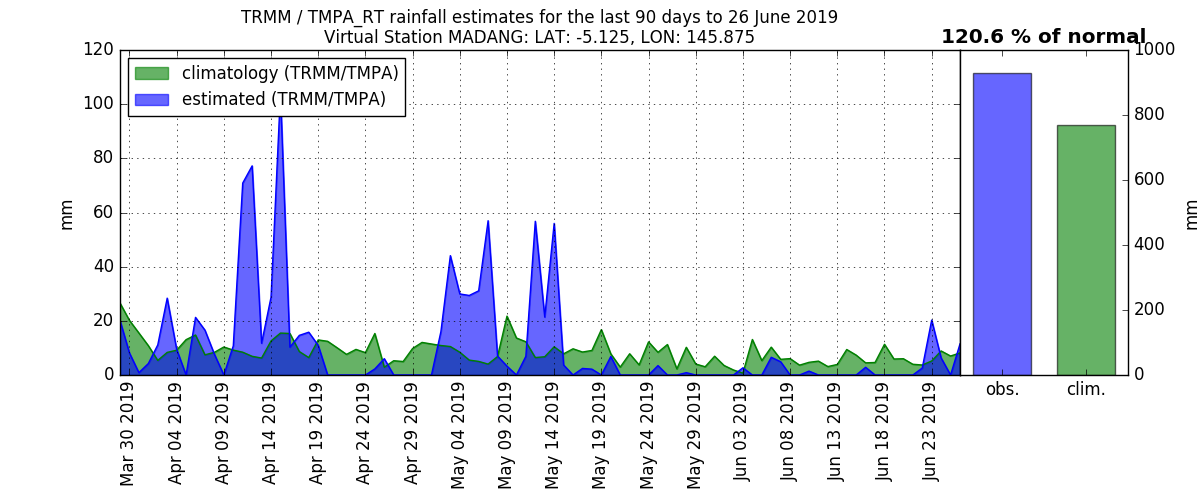 TRMM / TMPA_RT rainfall estimates for the last 90 days to 26 June 2019
Virtual Station MADANG: LAT: -5.125, LON: 145.875
120.6 % of normal
climatology (TRMM/TMPA)
estimated (TRMM/TMPA)
120
100
80
60
40
20
0
mm
Mar 30 2019
Apr 04 2019
Apr 09 2019
Apr 14 2019
Apr 19 2019
Apr 24 2019
Apr 29 2019
May 04 2019
May 09 2019
May 14 2019
May 19 2019
May 24 2019
May 29 2019
Jun 03 2019
Jun 08 2019
Jun 13 2019
Jun 18 2019
Jun 23 2019
1000
800
600
400
200
0
mm
obs.
clim.